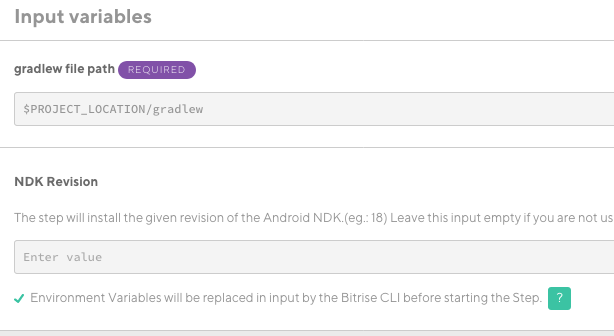 Input variables
gradlew file path REQUIRED
$PROJECT_LOCATION/gradlew
NDK Revision
The step will install the given revision of the Android NDK.(eg.: 18) Leave this input empty if you are not us
Enter value
Environment Variables will be replaced in input by the Bitrise CLI before starting the Step. ?